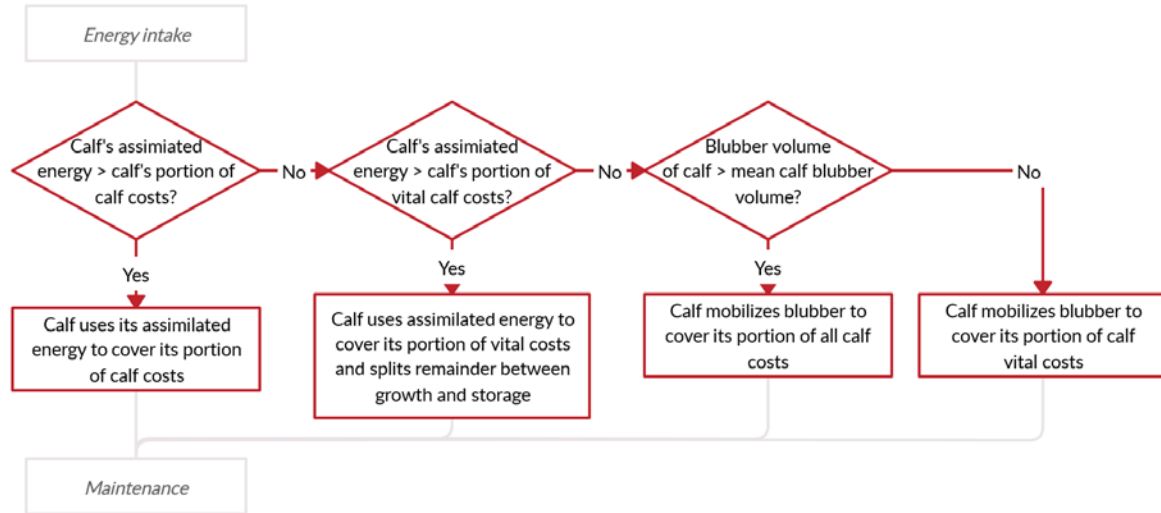 Energy intake
Calf's assimiated
energy > calf's portion of
calf costs?
No
Calf's assimiated
energy > calf's portion of
vital calf costs?
No
Blubber volume
of calf > mean calf blubber
volume?
No
Yes
Yes
Yes
Calf uses its assimilated
energy to cover its portion
of calf costs
Calf uses assimilated energy to
cover its portion of vital costs
and splits remainder between
growth and storage
Calf mobilizes blubber to
cover its portion of all calf
costs
Calf mobilizes blubber to
cover its portion of calf
vital costs
Maintenance